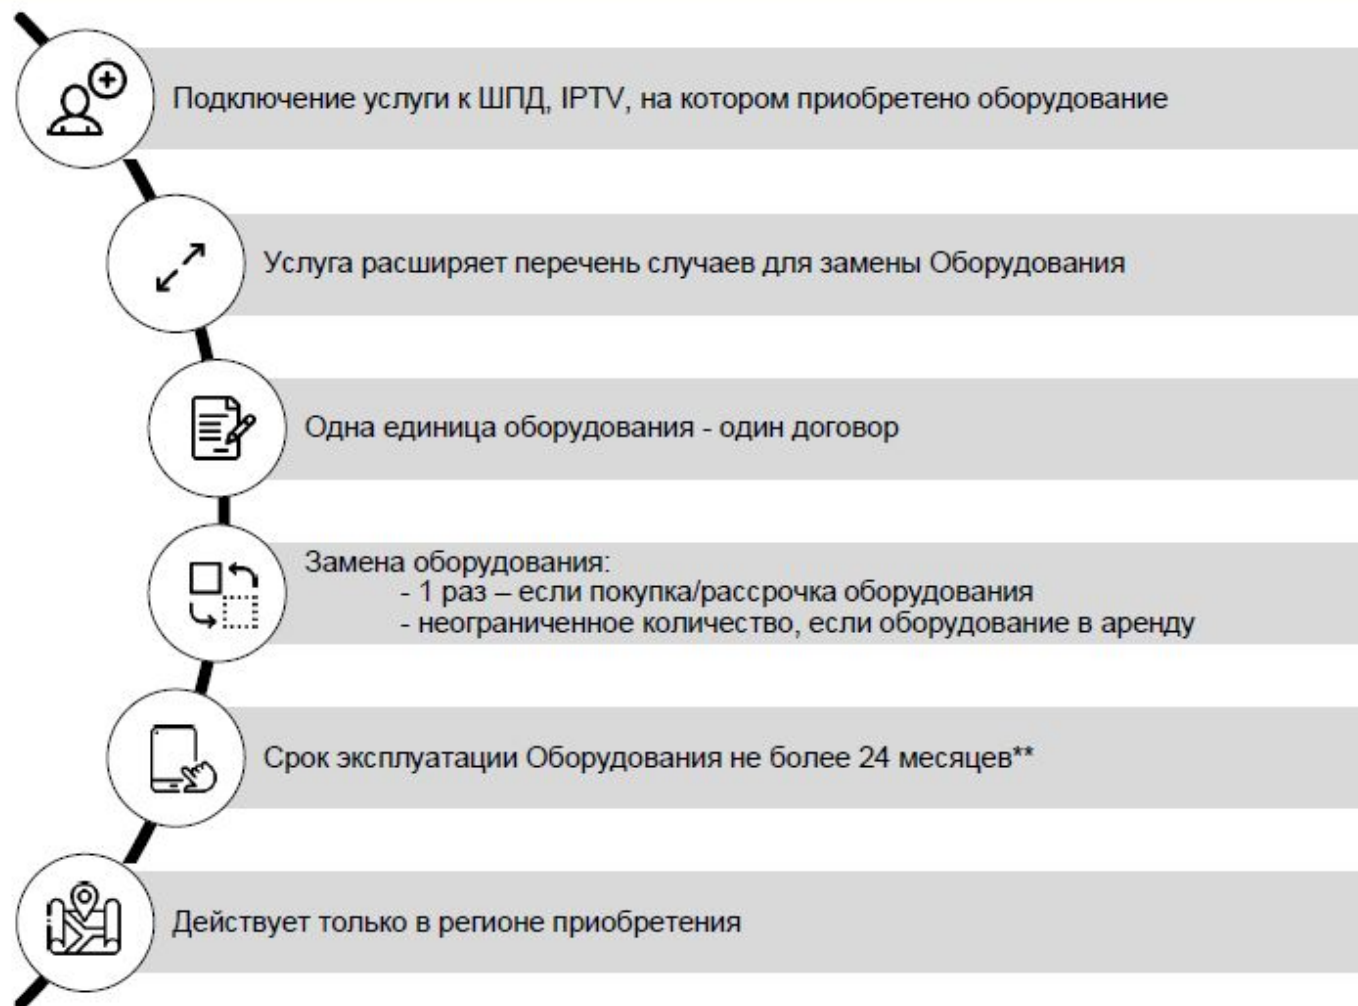 Подключение услуги к ШПД, IPTV, на котором приобретено оборудование
Услуга расширяет перечень случаев для замены Оборудования
Одна единица оборудования - один договор
Замена оборудования:
- 1 раз – если покупка/рассрочка оборудования
- неограниченное количество, если оборудование в аренду
Срок эксплуатации Оборудования не более 24 месяцев**
Действует только в регионе приобретения